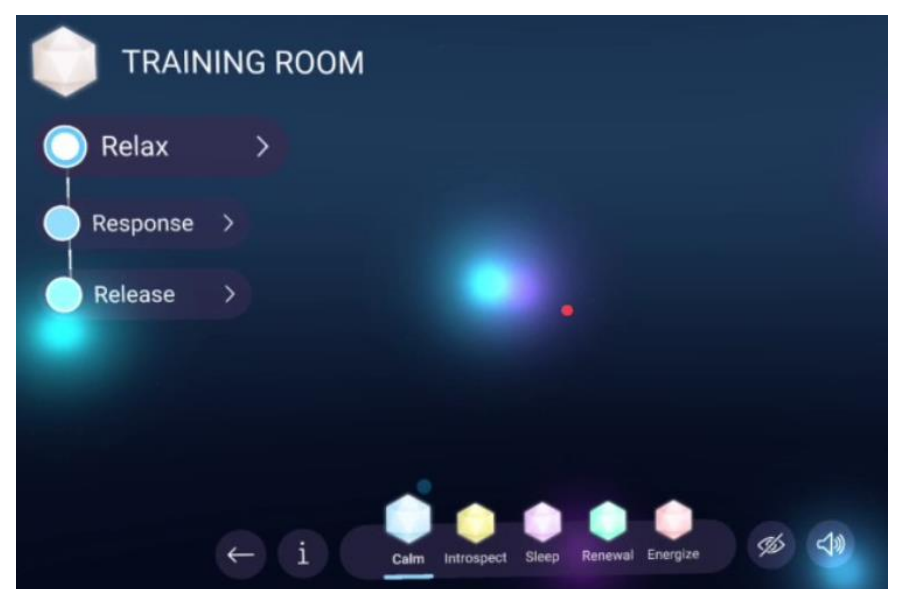 TRAINING ROOM
Relax
Response
Release
i
Calm Introspect Sleep Renewal Energize